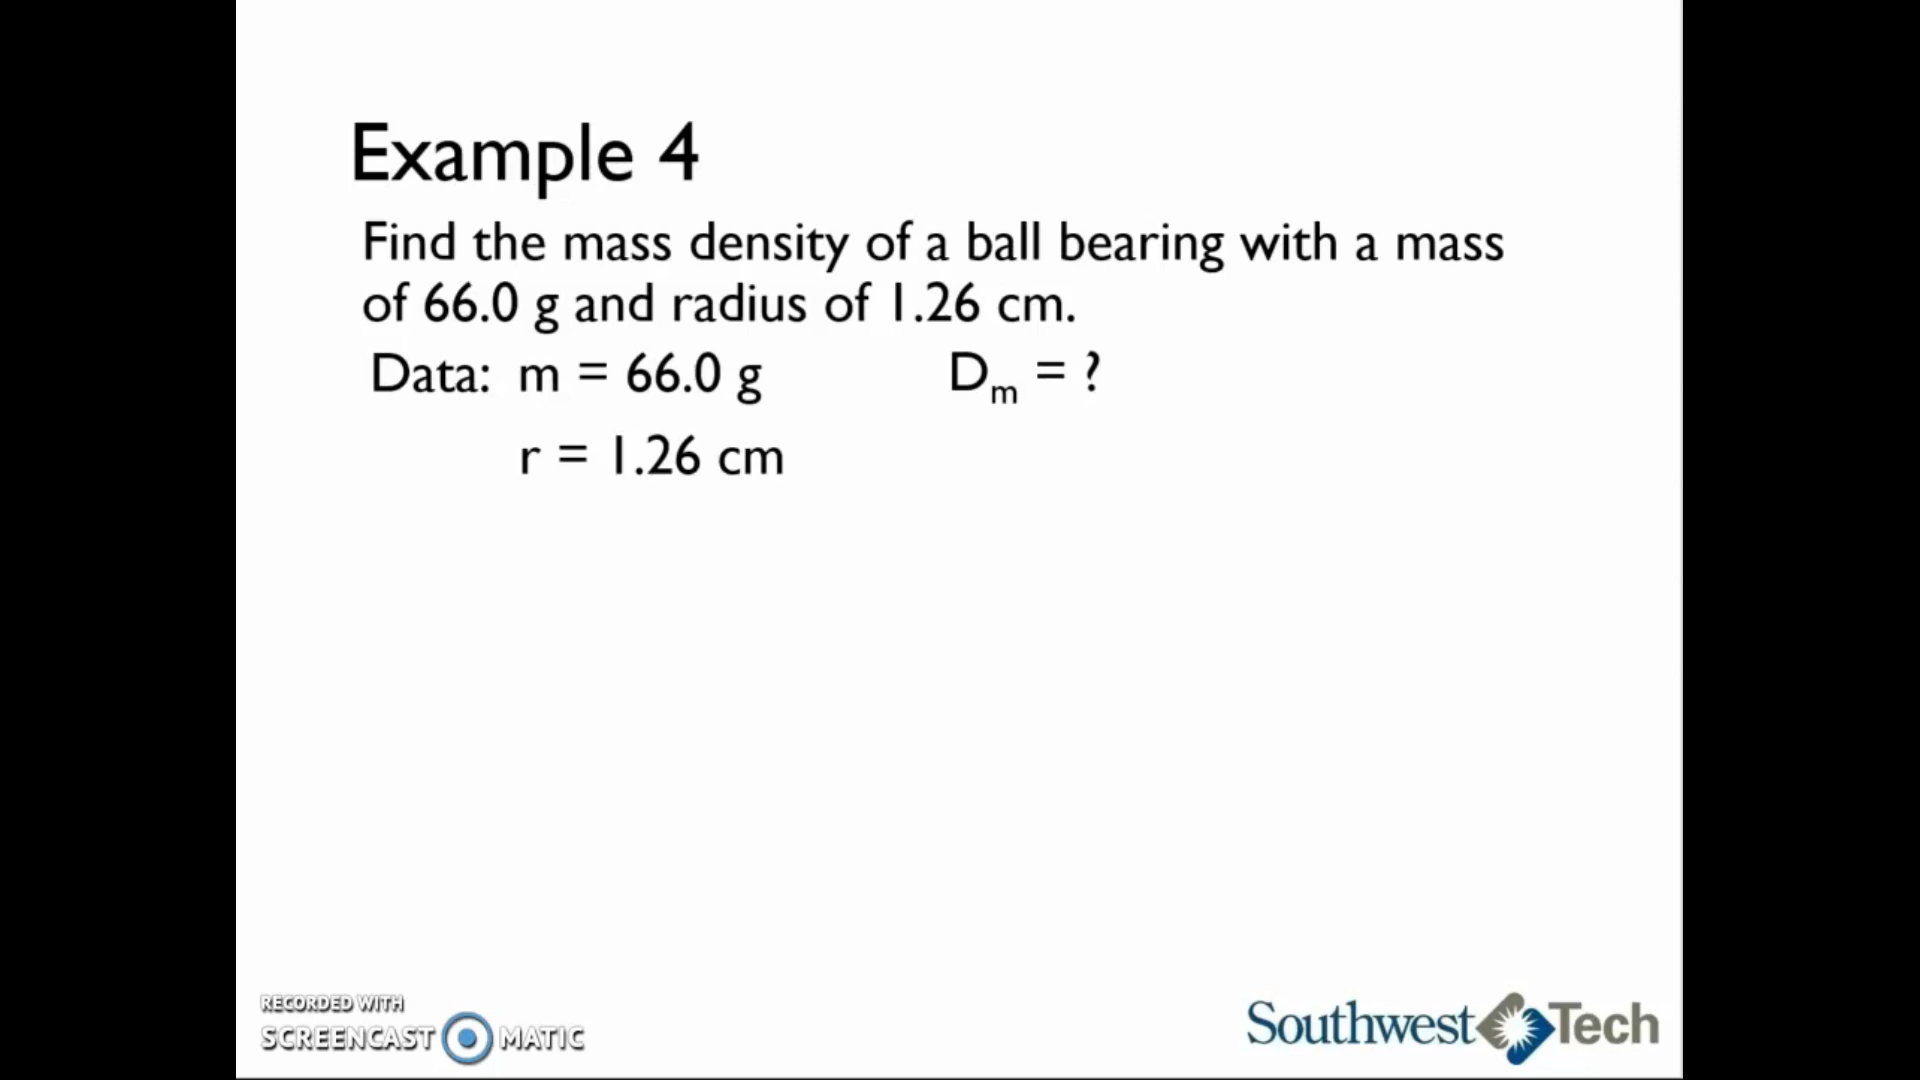 Example 4
Find the mass density of a ball bearing with a mass
of 66.0 g and radius of 1.26 cm.
Data: m = 66.0 g D_m = ?
r = 1.26 cm
RECORDED WITH
SCREENCAST MATIC
Southwest Tech